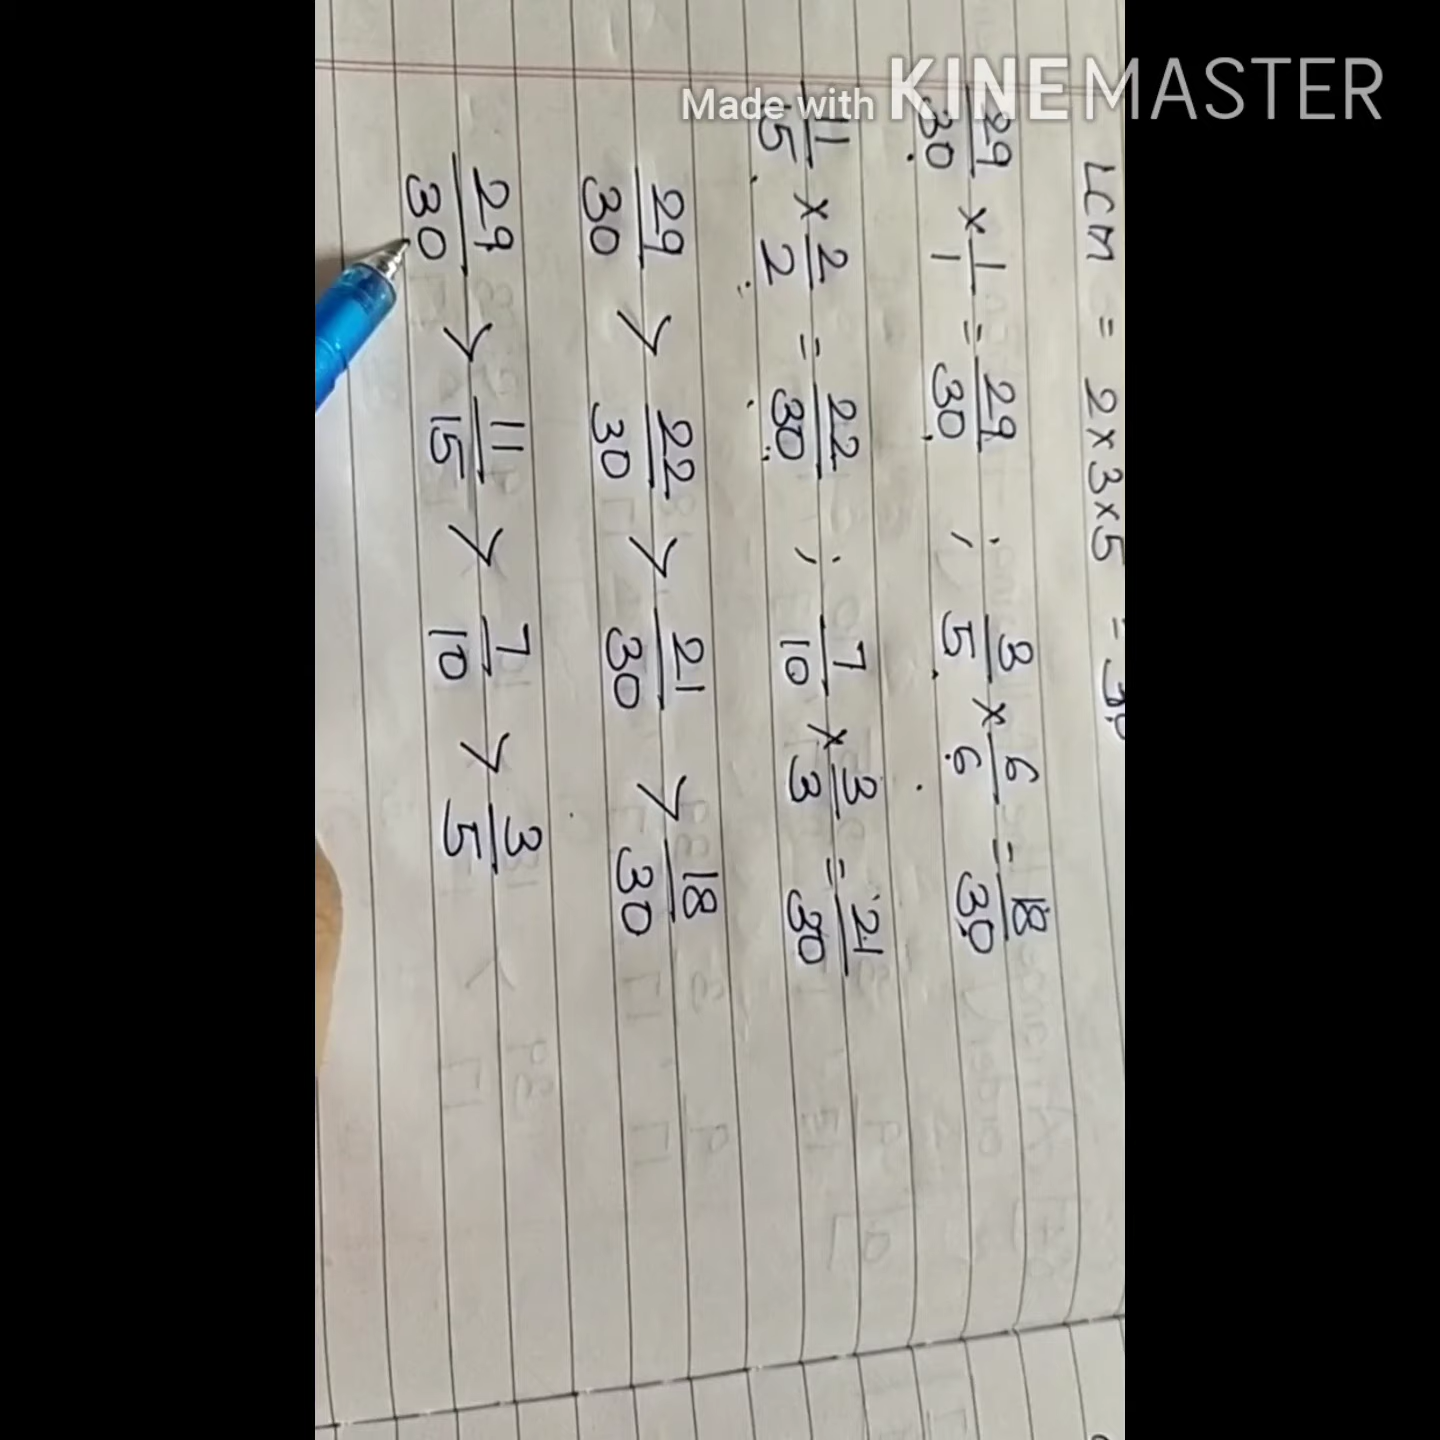 Made with KINEMASTER
LCM = 2×3×5 = 30
29/30 × 1/1 = 29/30 ; 3/5 × 6/6 = 18/30
11/15 × 2/2 = 22/30 ; 7/10 × 3/3 = 21/30
29/30 > 22/30 > 21/30 > 18/30
29/30 > 11/15 > 7/10 > 3/5